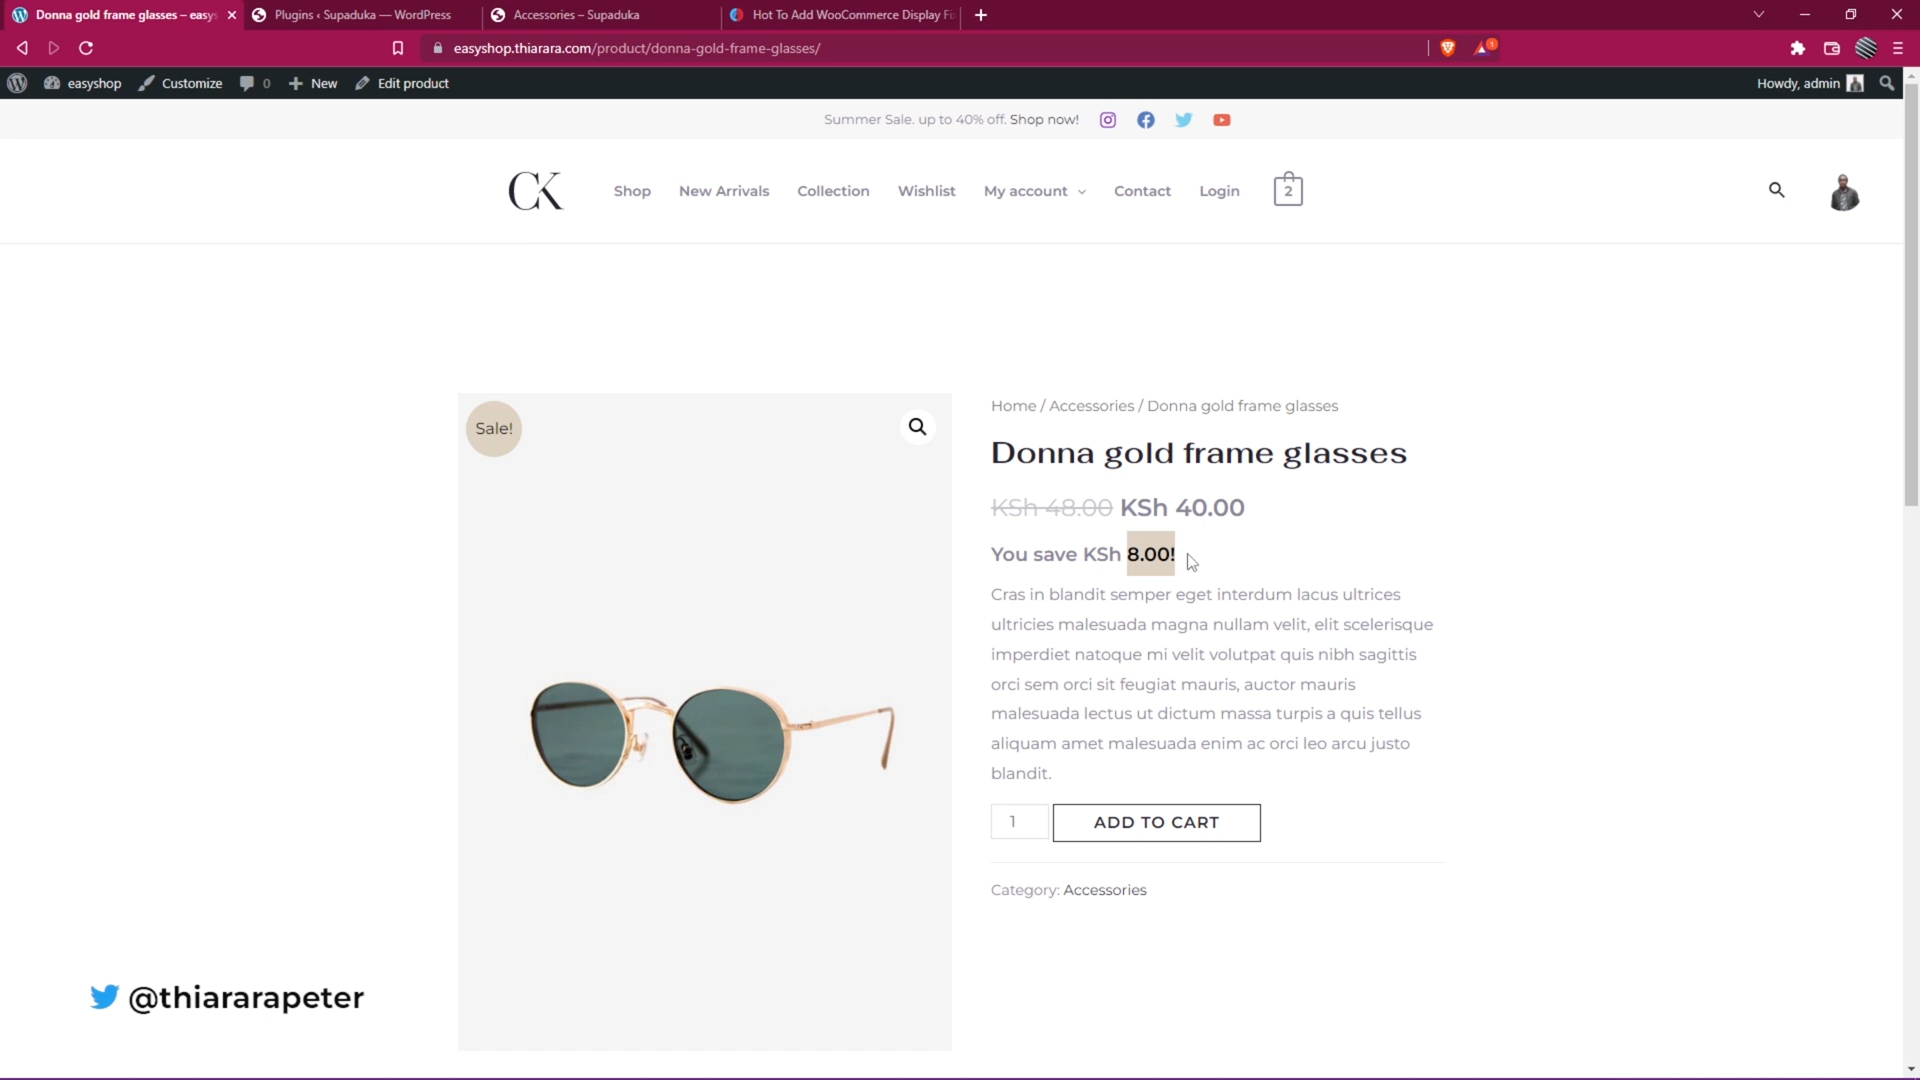 Donna gold frame glasses – easy
Plugins ‹ Supaduka — WordPress
Accessories – Supaduka
Hot To Add WooCommerce Display Fi
easyshop.thiarara.com/product/donna-gold-frame-glasses/
1
easyshop
Customize
0
New
Edit product
Howdy, admin
Summer Sale. up to 40% off. Shop now!
CK
Shop
New Arrivals
Collection
Wishlist
My account
Contact
Login
2
Sale!
Home / Accessories / Donna gold frame glasses
Donna gold frame glasses
KSh 48.00 KSh 40.00
You save KSh 8.00!
Cras in blandit semper eget interdum lacus ultrices
ultricies malesuada magna nullam velit, elit scelerisque
imperdiet natoque mi velit volutpat quis nibh sagittis
orci sem orci sit feugiat mauris, auctor mauris
malesuada lectus ut dictum massa turpis a quis tellus
aliquam amet malesuada enim ac orci leo arcu justo
blandit.
1
ADD TO CART
Category: Accessories
@thiararapeter